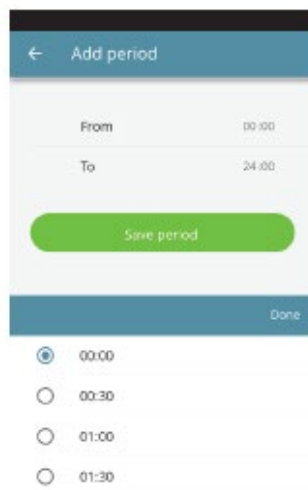 Add period
From 00:00
To 24:00
Save period
Done
00:00
00:30
01:00
01:30